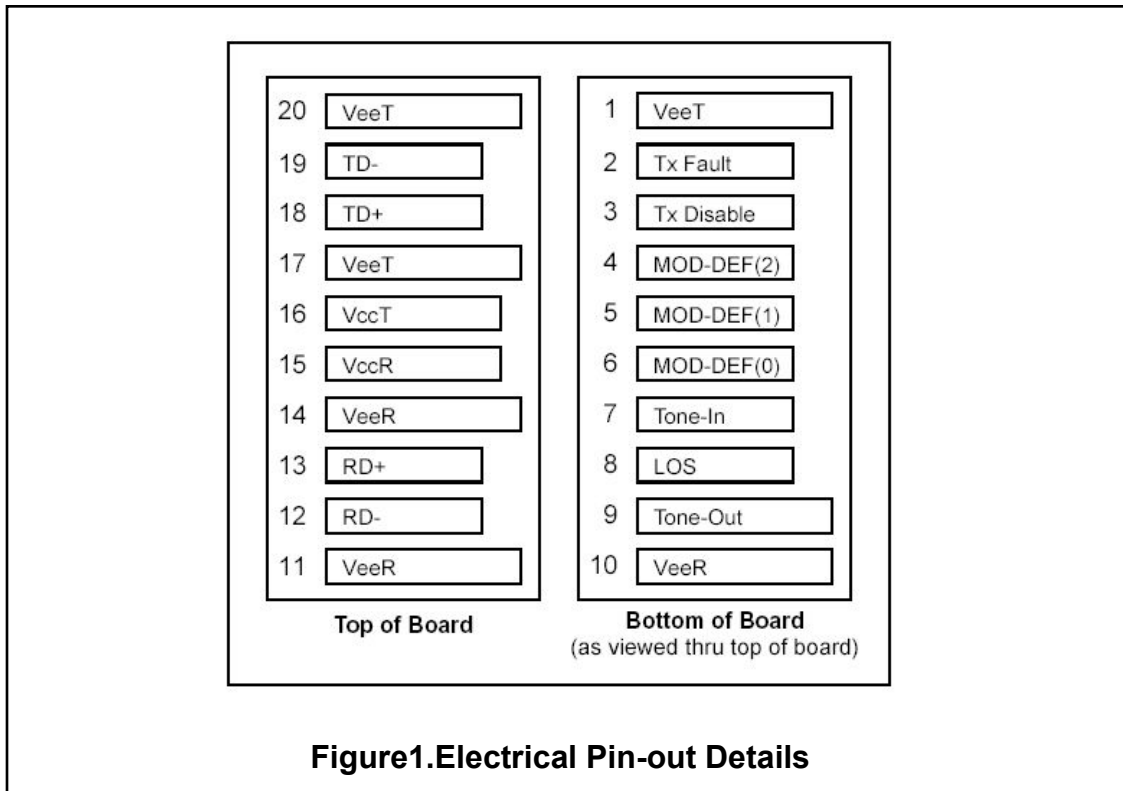 20 VeeT
19 TD-
18 TD+
17 VeeT
16 VccT
15 VccR
14 VeeR
13 RD+
12 RD-
11 VeeR
Top of Board
1 VeeT
2 Tx Fault
3 Tx Disable
4 MOD-DEF(2)
5 MOD-DEF(1)
6 MOD-DEF(0)
7 Tone-In
8 LOS
9 Tone-Out
10 VeeR
Bottom of Board
(as viewed thru top of board)
Figure1.Electrical Pin-out Details